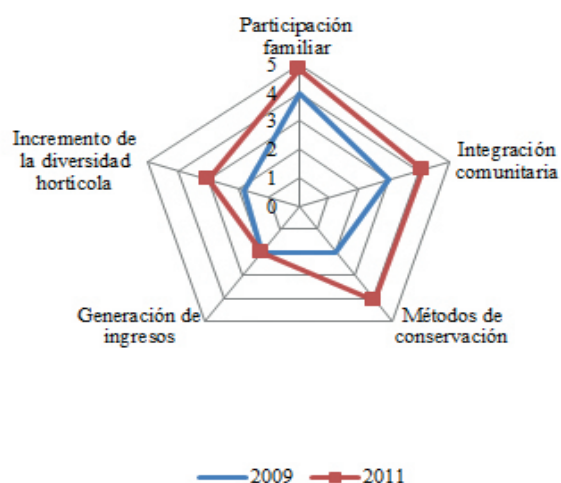 Participación
familiar
5
4
3
2
1
0
Incremento de
la diversidad
hortícola
Integración
comunitaria
Generación de
ingresos
Métodos de
conservación
2009
2011